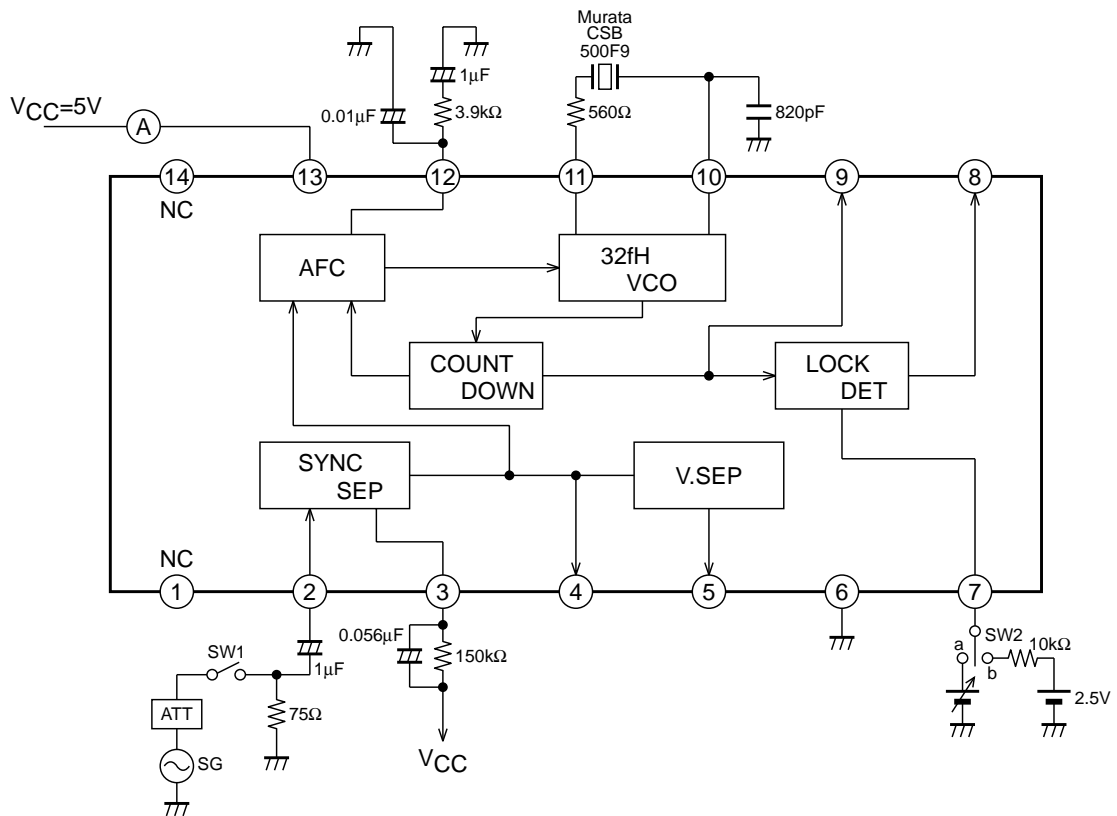 Murata
CSB
500F9
1µF
VCC=5V
A
0.01µF
3.9kΩ
560Ω
820pF
14
13
12
11
10
9
8
NC
AFC
32fH
VCO
COUNT
DOWN
LOCK
DET
SYNC
SEP
V.SEP
NC
1
2
3
4
5
6
7
SW1
1µF
0.056µF
150kΩ
SW2
10kΩ
a
b
ATT
75Ω
2.5V
SG
VCC